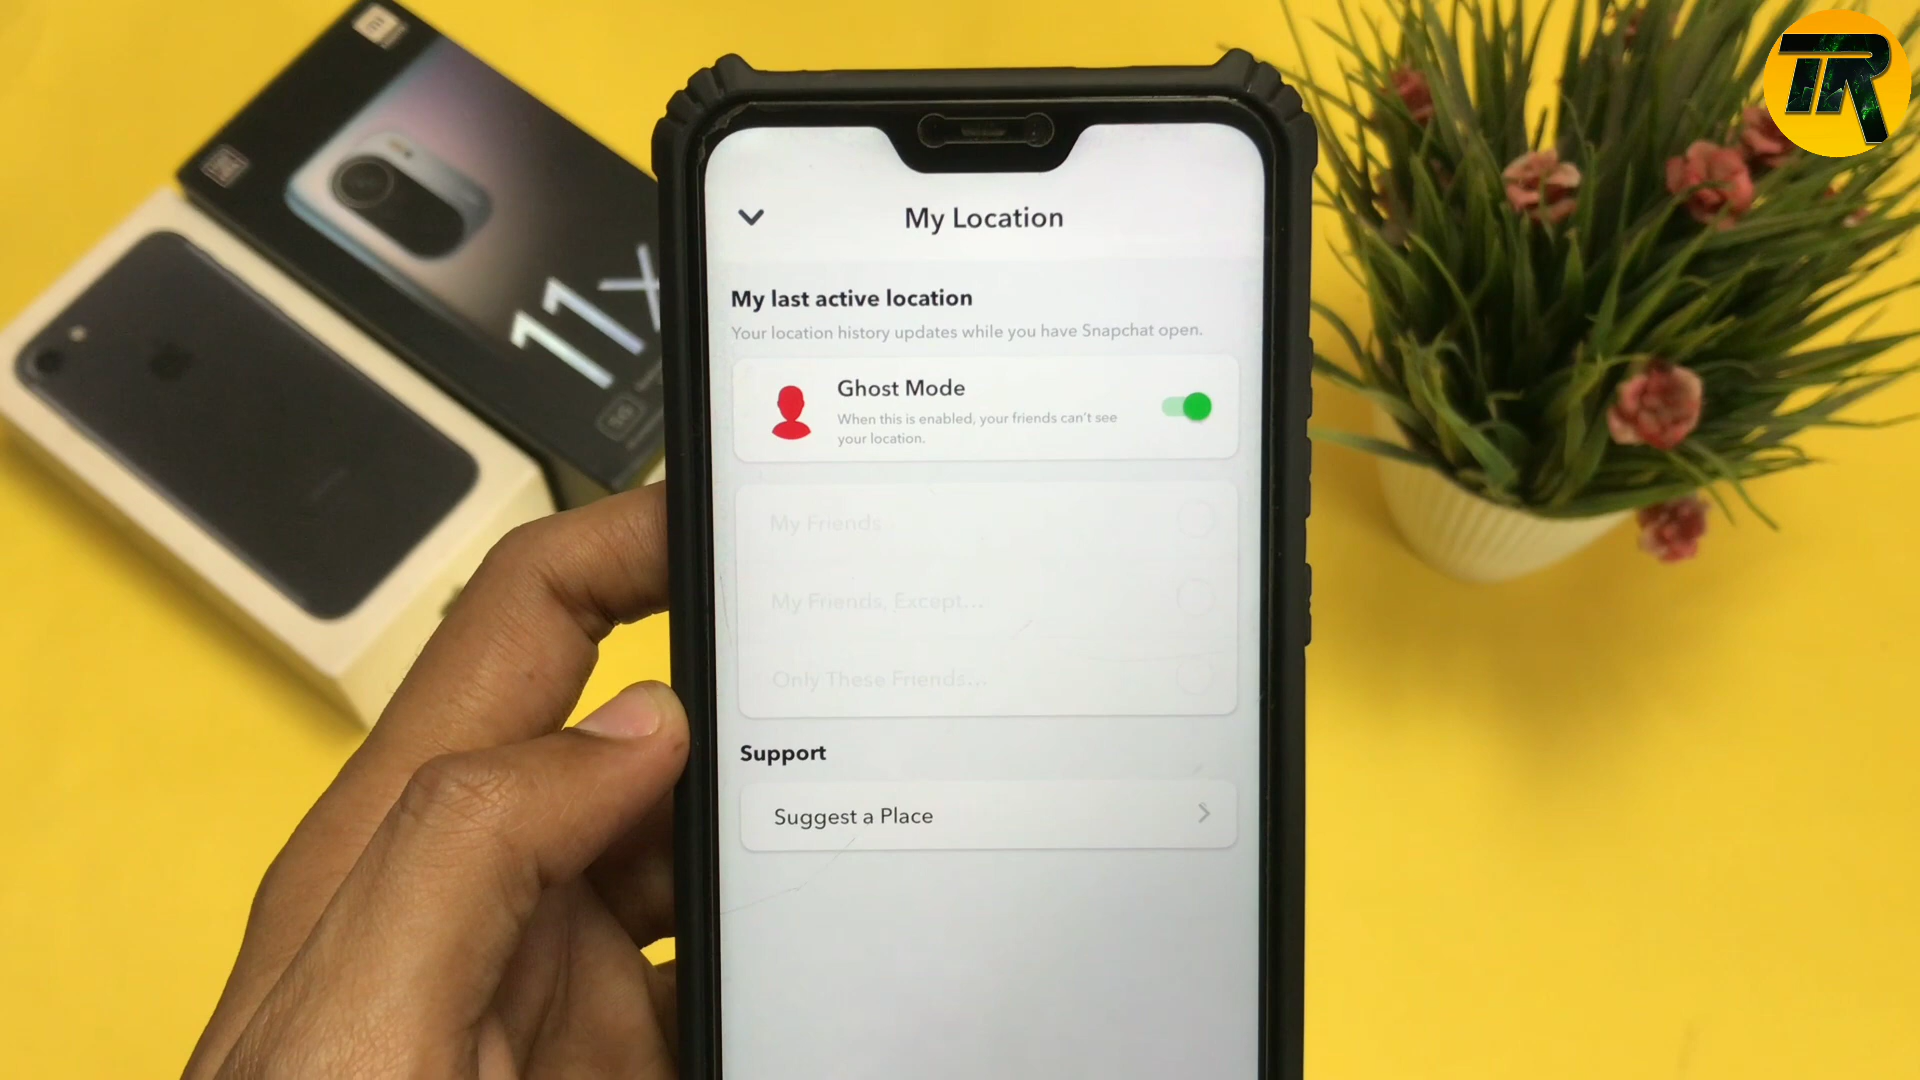 TR
11x
5G
My Location
My last active location
Your location history updates while you have Snapchat open.
Ghost Mode
When this is enabled, your friends can't see
your location.
My Friends
My Friends, Except...
Only These Friends...
Support
Suggest a Place